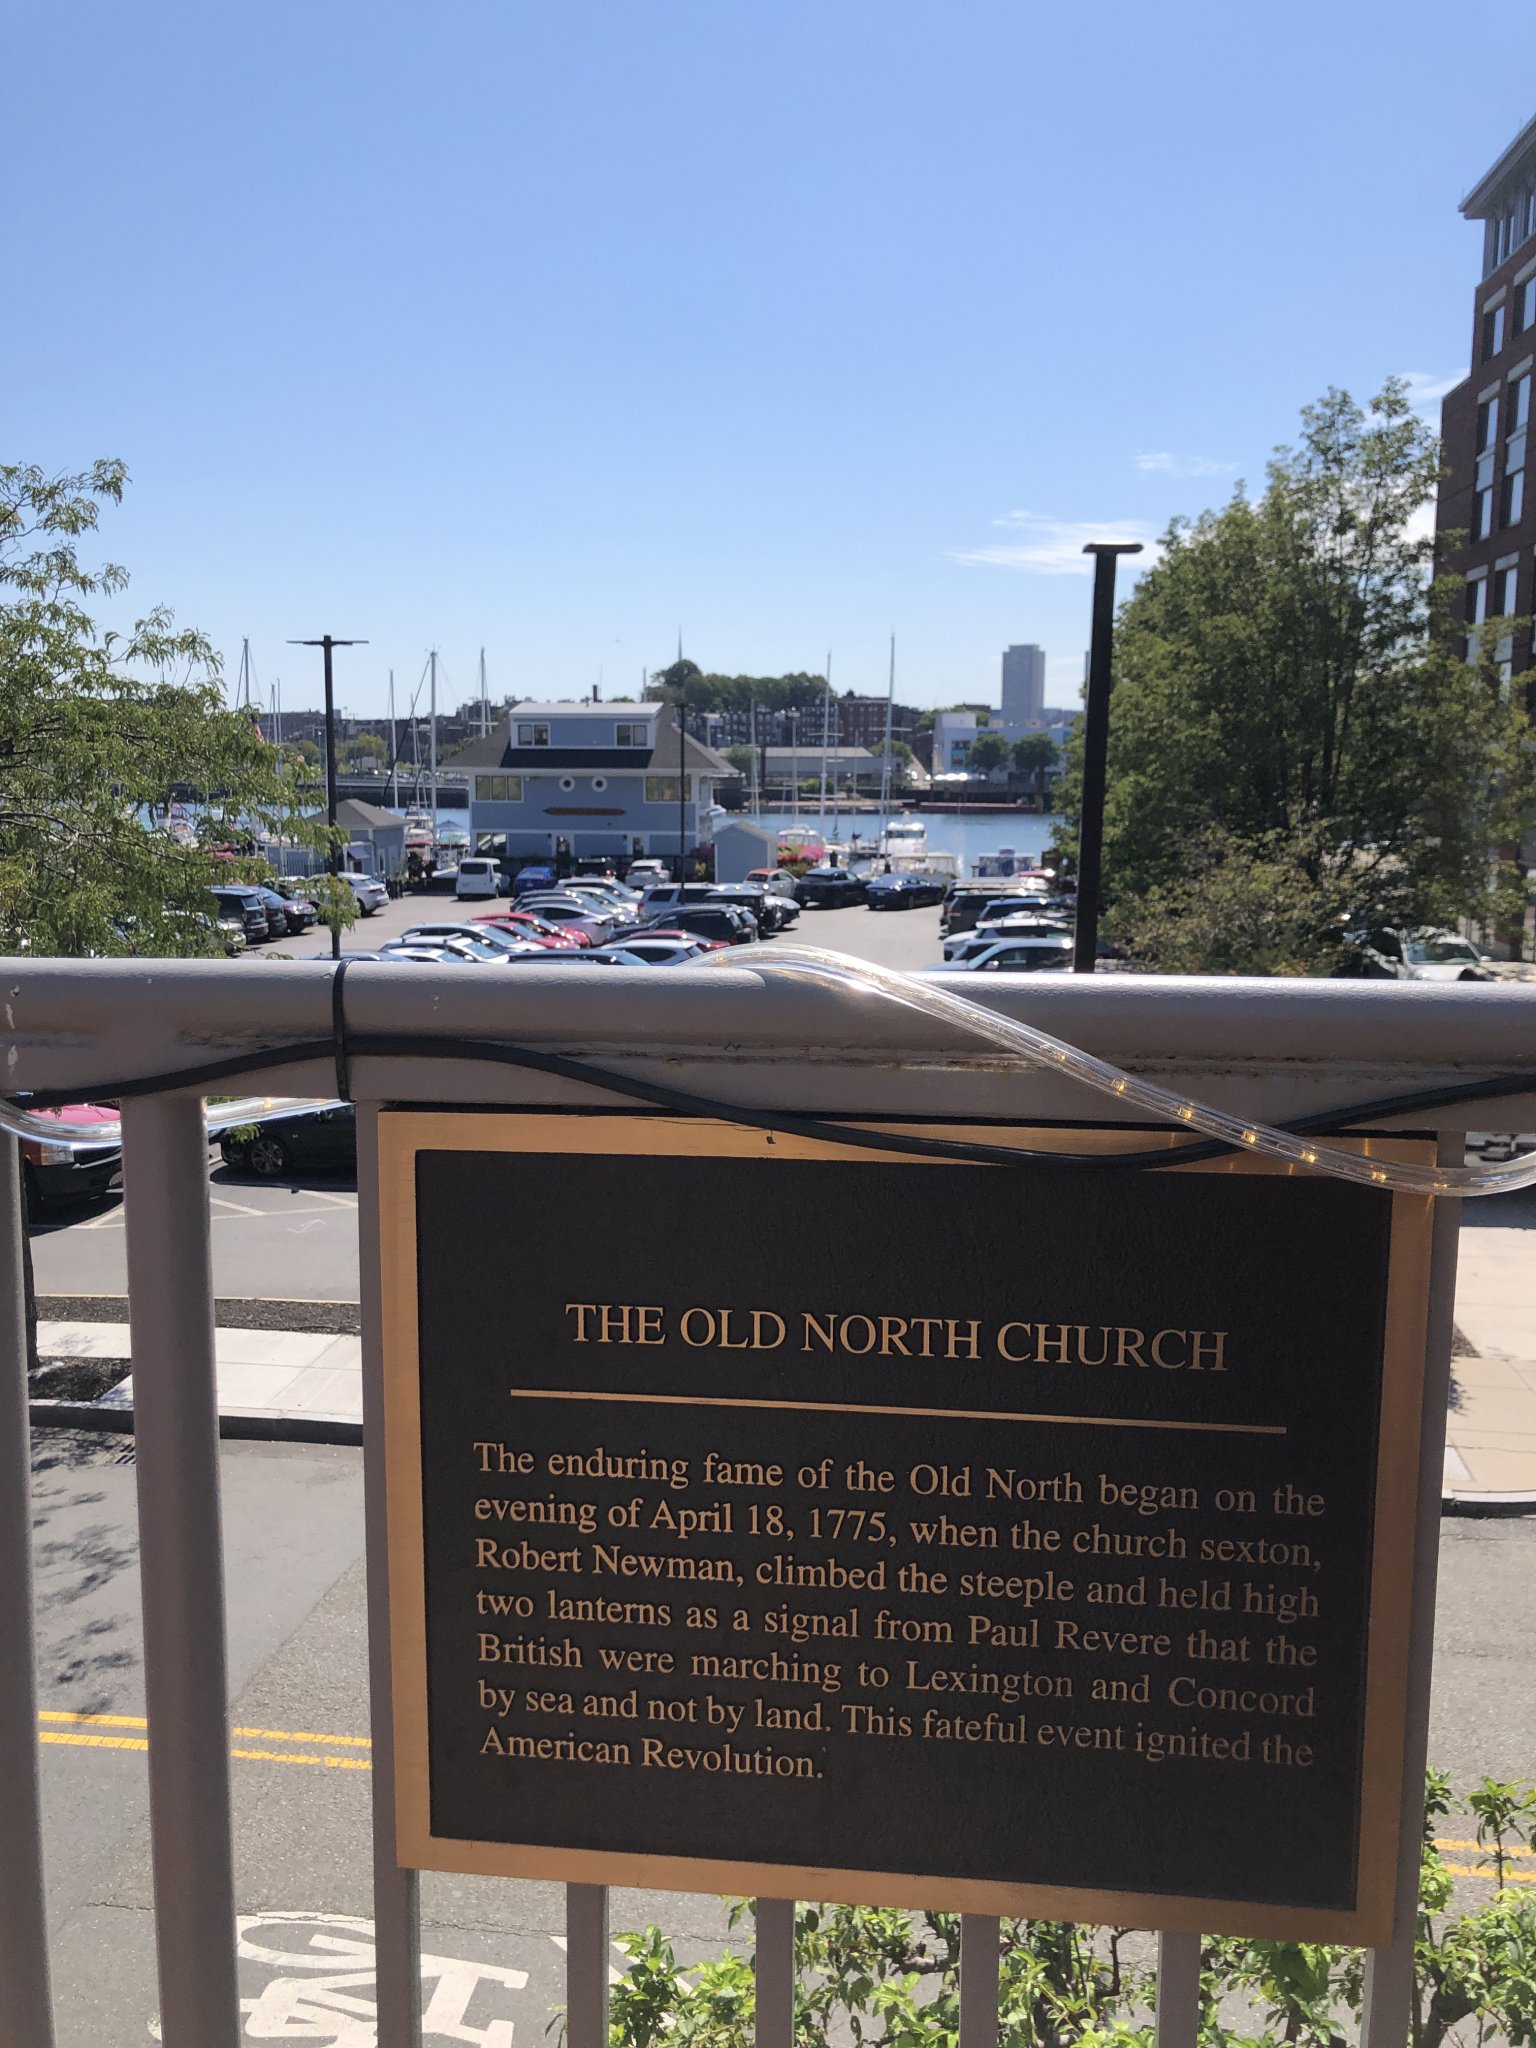 THE OLD NORTH CHURCH
The enduring fame of the Old North began on the
evening of April 18, 1775, when the church sexton,
Robert Newman, climbed the steeple and held high
two lanterns as a signal from Paul Revere that the
British were marching to Lexington and Concord
by sea and not by land. This fateful event ignited the
American Revolution.